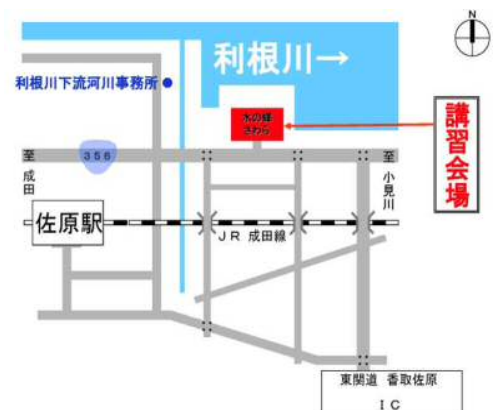 N
利根川→
利根川下流河川事務所
水の郷
さわら
講習会場
至
成田
356
至
小見川
佐原駅
JR 成田線
東関道 香取佐原
IC